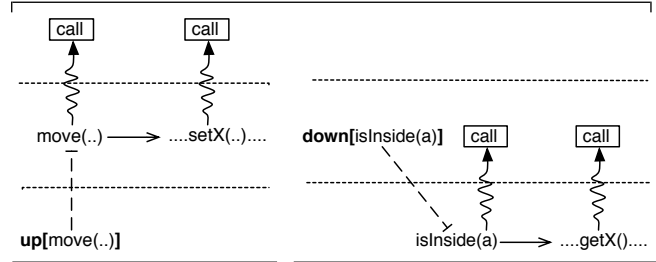 call call
move(..) ....setX(..)....
up[move(..)]
down[isInside(a)] call call
isInside(a) ....getX()....